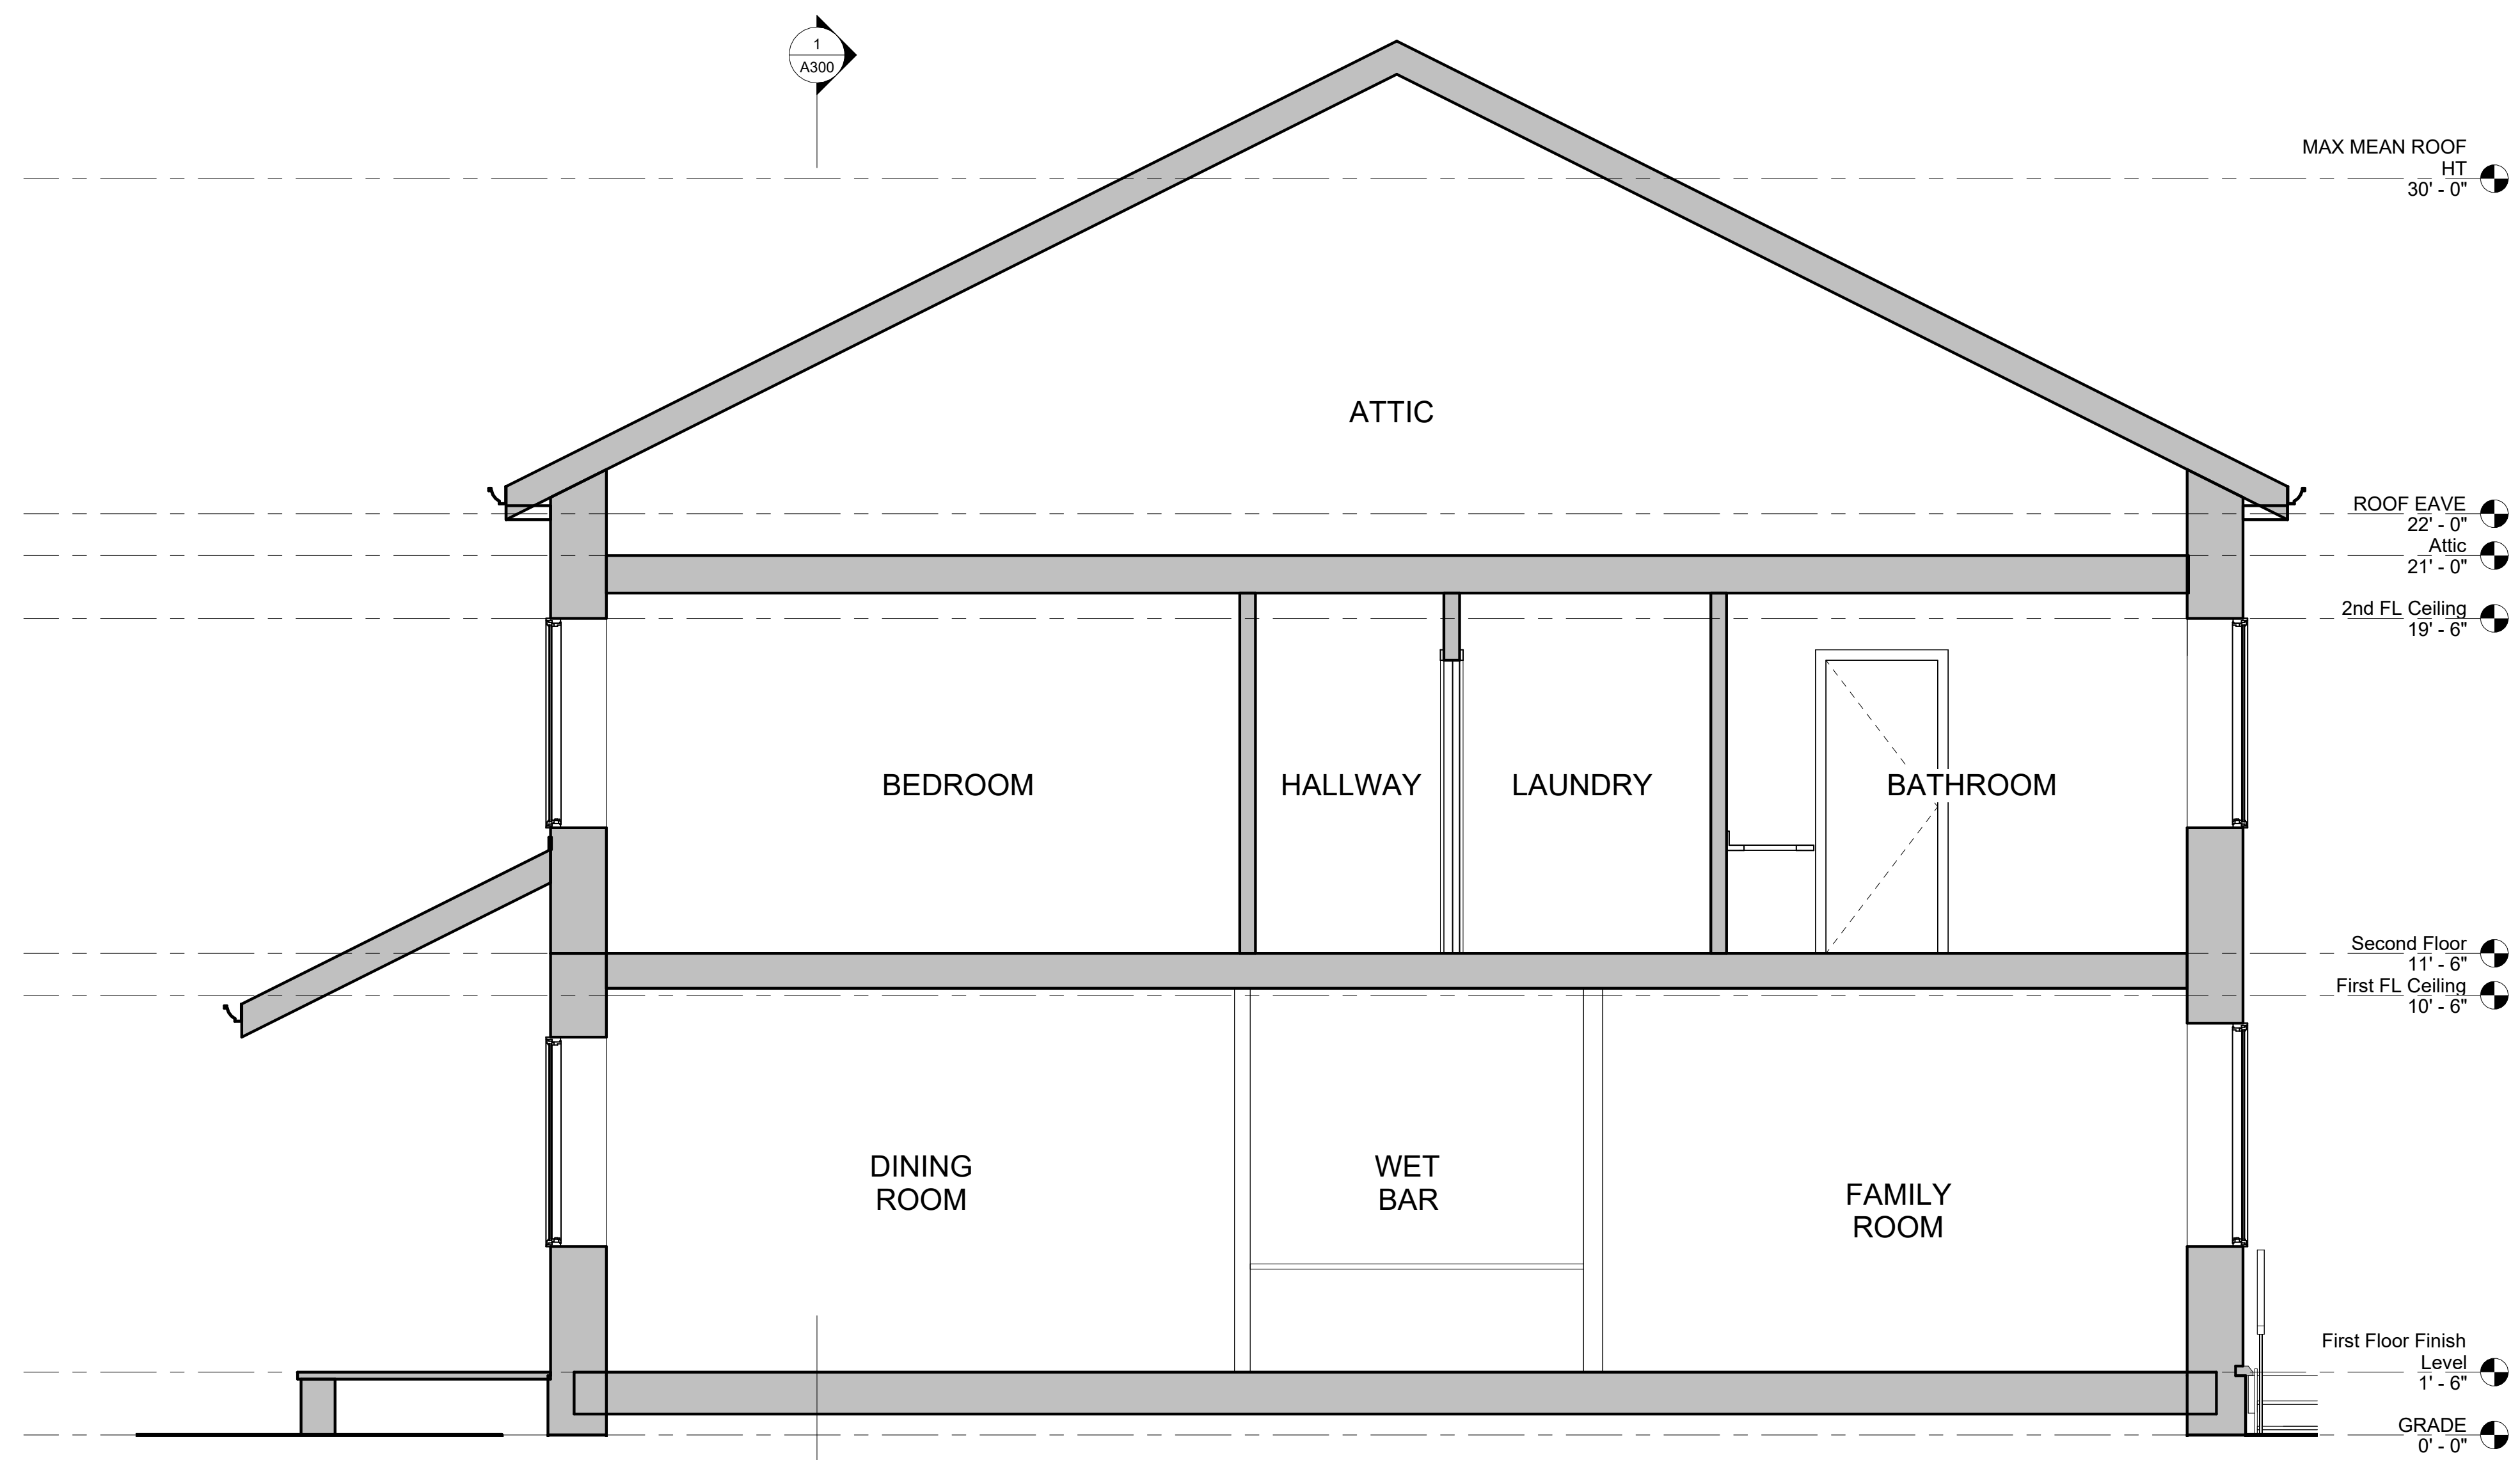 1
A300
MAX MEAN ROOF
HT
30' - 0"
ATTIC
ROOF EAVE
22' - 0"
Attic
21' - 0"
2nd FL Ceiling
19' - 6"
BEDROOM
HALLWAY
LAUNDRY
BATHROOM
Second Floor
11' - 6"
First FL Ceiling
10' - 6"
DINING
ROOM
WET
BAR
FAMILY
ROOM
First Floor Finish
Level
1' - 6"
GRADE
0' - 0"